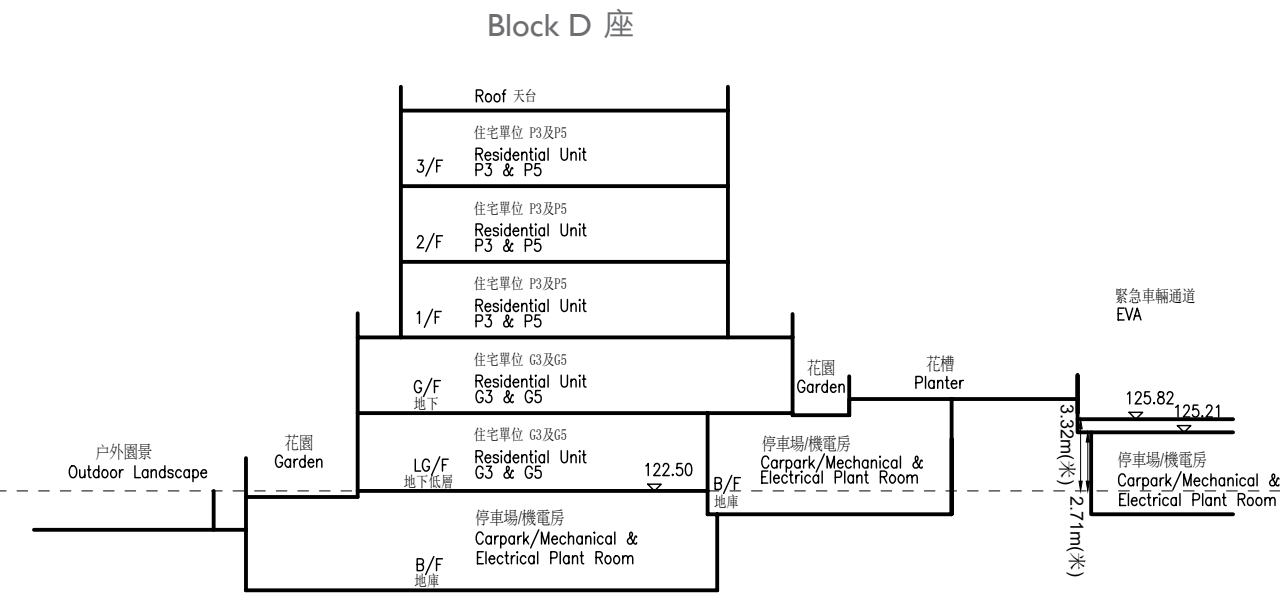 Block D 座
Roof 天台
住宅單位 P3及P5
3/F
Residential Unit
P3 & P5
住宅單位 P3及P5
2/F
Residential Unit
P3 & P5
住宅單位 P3及P5
1/F
Residential Unit
P3 & P5
緊急車輛通道
EVA
住宅單位 G3及G5
G/F
地下
Residential Unit
G3 & G5
花園
Garden
花槽
Planter
125.82
125.21
3.32m(米)
2.71m(米)
户外園景
Outdoor Landscape
花園
Garden
住宅單位 G3及G5
LG/F
地下低層
Residential Unit
G3 & G5
122.50
B/F
地庫
停車場/機電房
Carpark/Mechanical &
Electrical Plant Room
停車場/機電房
Carpark/Mechanical &
Electrical Plant Room
停車場/機電房
Carpark/Mechanical &
Electrical Plant Room
B/F
地庫